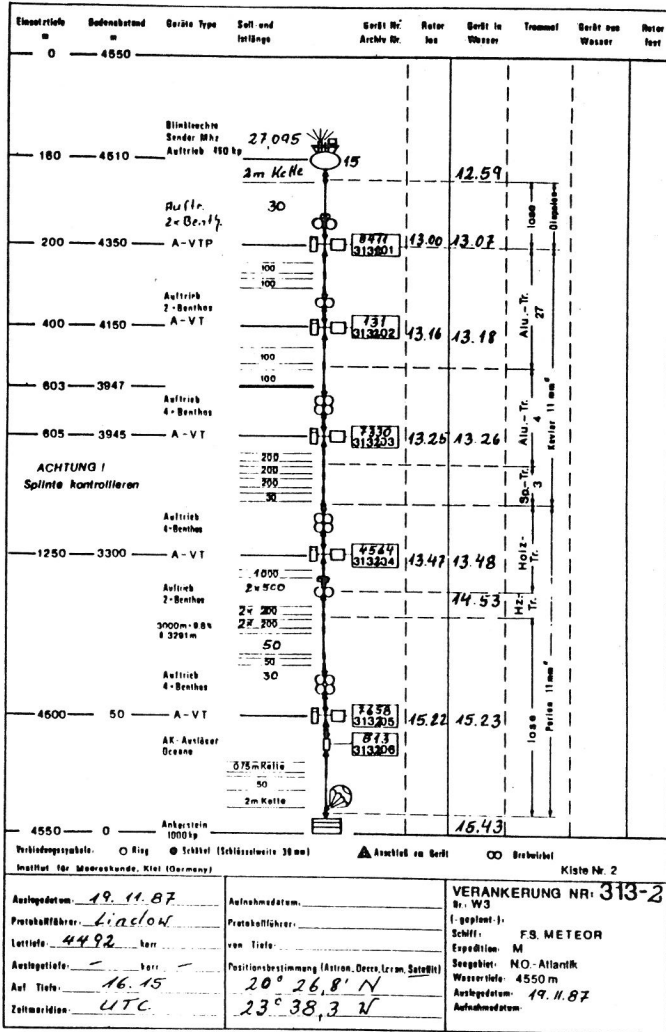 Einsatztiefe Bodenabstand Geräte Type Soll-und Gerät Nr. Rotor Gerät in Trommel Gerät aus Rotor
m m Istlänge Archiv Nr. los Wasser Wasser fest
0 4550
Blinkleuchte
Sender Mhz 27,095
Auftrieb 450 kp
160 4510 15
2m Kette 12.59
Auftr. 30
2x Benth.
200 4350 A-VTP 8411 13.00 13.07
313201
100
100
Auftrieb
2-Benthos
400 4150 A-VT 131 13.16 13.18
313202
100
603 3947 100
Auftrieb
4-Benthos
605 3945 A-VT 7330 13.25 13.26
313203
200
200
ACHTUNG !
Splinte kontrollieren
200
50
Auftrieb
4-Benthos
1250 3300 A-VT 4564 13.47 13.48
313204
1000
Auftrieb 2x500
2-Benthos 14.53
2x 200
3000m-8.8% 2x 200
50
50
Auftrieb 30
4-Benthos
4500 50 A-VT 7658 15.22 15.23
313205
AK-Auslöser 813
Oceano 313206
0,75m Kette
50
2m Kette
Ankerstein
1000 kp
4550 0 15.43
lose
Dispolen
Alu.-Tr.
27
Alu.-Tr.
4
Kevlar 11 mm²
Sp.-Tr.
3
Holz-
Tr.
Hz-
Tr.
lose
Perlon 11 mm²
Verbindungssymbole: Ring Schäkel (Schlüsselweite 30 mm) Anschluß am Gerät Drehwirbel
Institut für Meereskunde, Kiel (Germany) Kiste Nr. 2
Auslegedatum: 19. 11. 87
Protokollführer: Lindow
Lottiefe: 4492 korr
Auslegetiefe: – korr –
Auf Tiefe: 16.15
Zeitmeridian: UTC
Aufnahmedatum:
Protokollführer:
von Tiefe:
Positionsbestimmung (Astron., Decca, Loran, Satellit)
20° 26,8' N
23° 38,3 W
VERANKERUNG NR: 313-2
Br. W3
(-geplant-):
Schiff: F.S. METEOR
Expedition: M
Seegebiet: N.O.-Atlantik
Wassertiefe: 4550 m
Auslegedatum: 19. 11. 87
Aufnahmedatum: